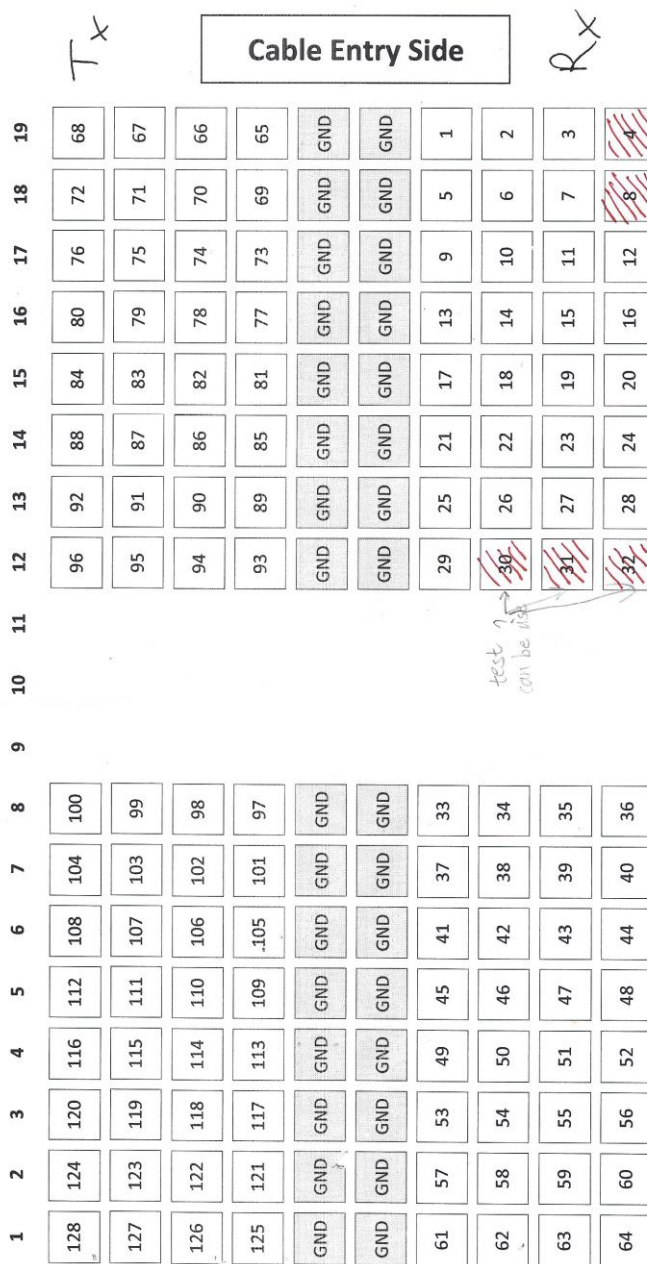 Tx
Cable Entry Side
Rx
19 68 67 66 65 GND GND 1 2 3 4
18 72 71 70 69 GND GND 5 6 7 8
17 76 75 74 73 GND GND 9 10 11 12
16 80 79 78 77 GND GND 13 14 15 16
15 84 83 82 81 GND GND 17 18 19 20
14 88 87 86 85 GND GND 21 22 23 24
13 92 91 90 89 GND GND 25 26 27 28
12 96 95 94 93 GND GND 29 30 31 32
11
test ?
can be use
10
9
8 100 99 98 97 GND GND 33 34 35 36
7 104 103 102 101 GND GND 37 38 39 40
6 108 107 106 105 GND GND 41 42 43 44
5 112 111 110 109 GND GND 45 46 47 48
4 116 115 114 113 GND GND 49 50 51 52
3 120 119 118 117 GND GND 53 54 55 56
2 124 123 122 121 GND GND 57 58 59 60
1 128 127 126 125 GND GND 61 62 63 64